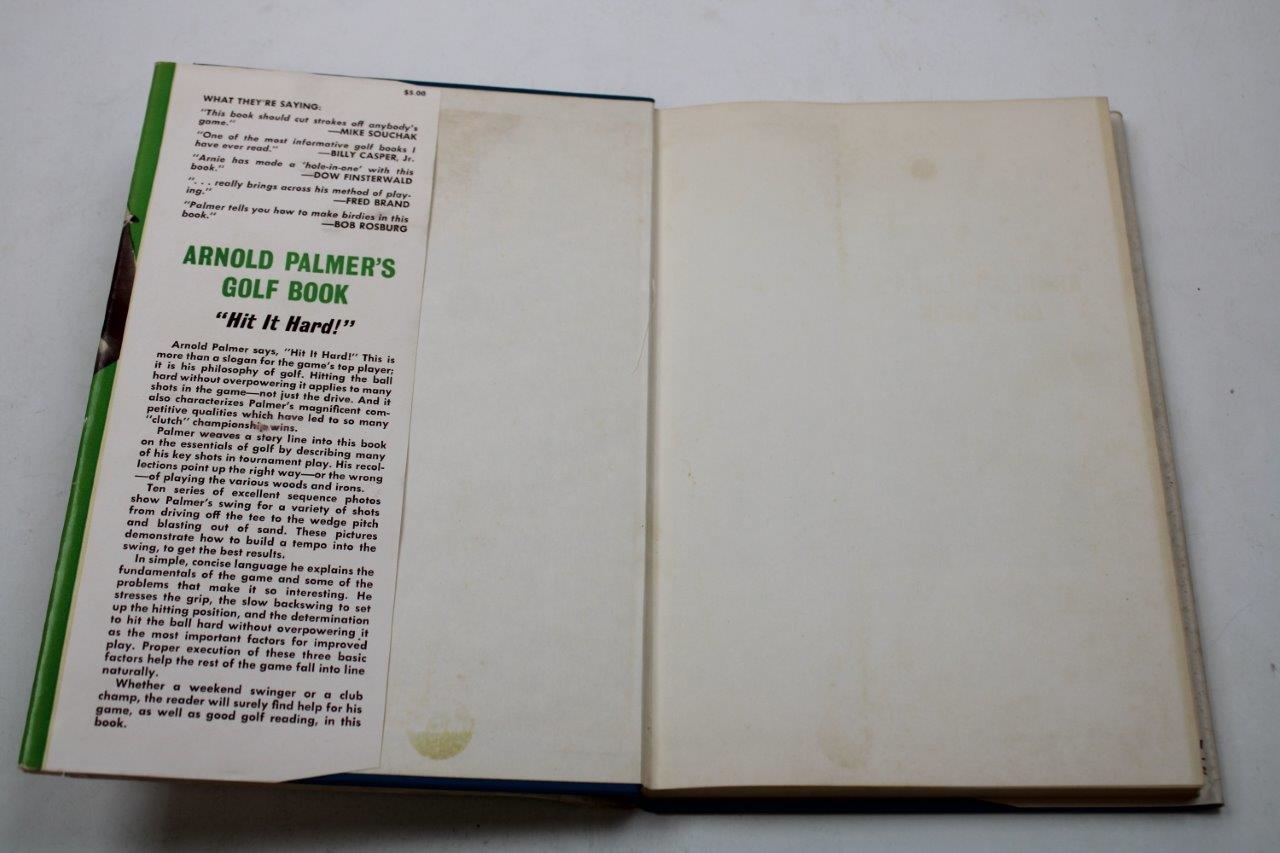 $5.00
WHAT THEY'RE SAYING:
"This book should cut strokes off anybody's
game."
—MIKE SOUCHAK
"One of the most informative golf books I
have ever read."
—BILLY CASPER, Jr.
"Arnie has made a 'hole-in-one' with this
book."
—DOW FINSTERWALD
". . . really brings across his method of play-
ing."
—FRED BRAND
"Palmer tells you how to make birdies in this
book."
—BOB ROSBURG
ARNOLD PALMER'S
GOLF BOOK
"Hit It Hard!"
Arnold Palmer says, "Hit It Hard!" This is
more than a slogan for the game's top player;
it is his philosophy of golf. Hitting the ball
hard without overpowering it applies to many
shots in the game—not just the drive. And it
also characterizes Palmer's magnificent com-
petitive qualities which have led to so many
"clutch" championship wins.
Palmer weaves a story line into this book
on the essentials of golf by describing many
of his key shots in tournament play. His recol-
lections point up the right way—or the wrong
—of playing the various woods and irons.
Ten series of excellent sequence photos
show Palmer's swing for a variety of shots
from driving off the tee to the wedge pitch
and blasting out of sand. These pictures
demonstrate how to build a tempo into the
swing, to get the best results.
In simple, concise language he explains the
fundamentals of the game and some of the
problems that make it so interesting. He
stresses the grip, the slow backswing to set
up the hitting position, and the determination
to hit the ball hard without overpowering it
as the most important factors for improved
play. Proper execution of these three basic
factors help the rest of the game fall into line
naturally.
Whether a weekend swinger or a club
champ, the reader will surely find help for his
game, as well as good golf reading, in this
book.